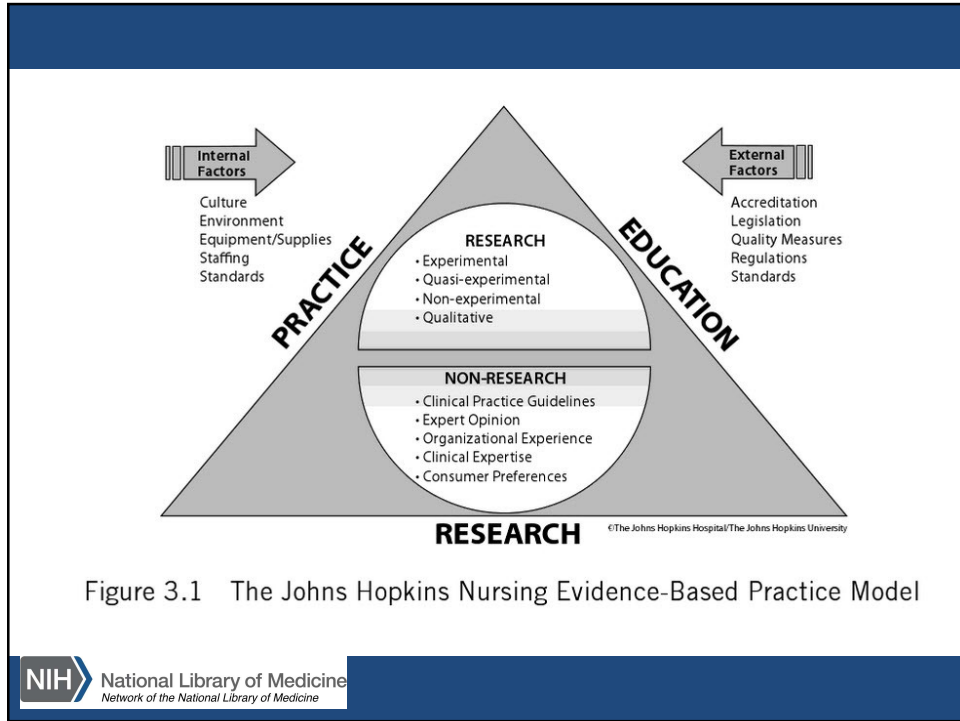 Internal
Factors
Culture
Environment
Equipment/Supplies
Staffing
Standards
External
Factors
Accreditation
Legislation
Quality Measures
Regulations
Standards
PRACTICE
EDUCATION
RESEARCH
• Experimental
• Quasi-experimental
• Non-experimental
• Qualitative
NON-RESEARCH
• Clinical Practice Guidelines
• Expert Opinion
• Organizational Experience
• Clinical Expertise
• Consumer Preferences
RESEARCH
©The Johns Hopkins Hospital/The Johns Hopkins University
Figure 3.1 The Johns Hopkins Nursing Evidence-Based Practice Model
NIH National Library of Medicine
Network of the National Library of Medicine